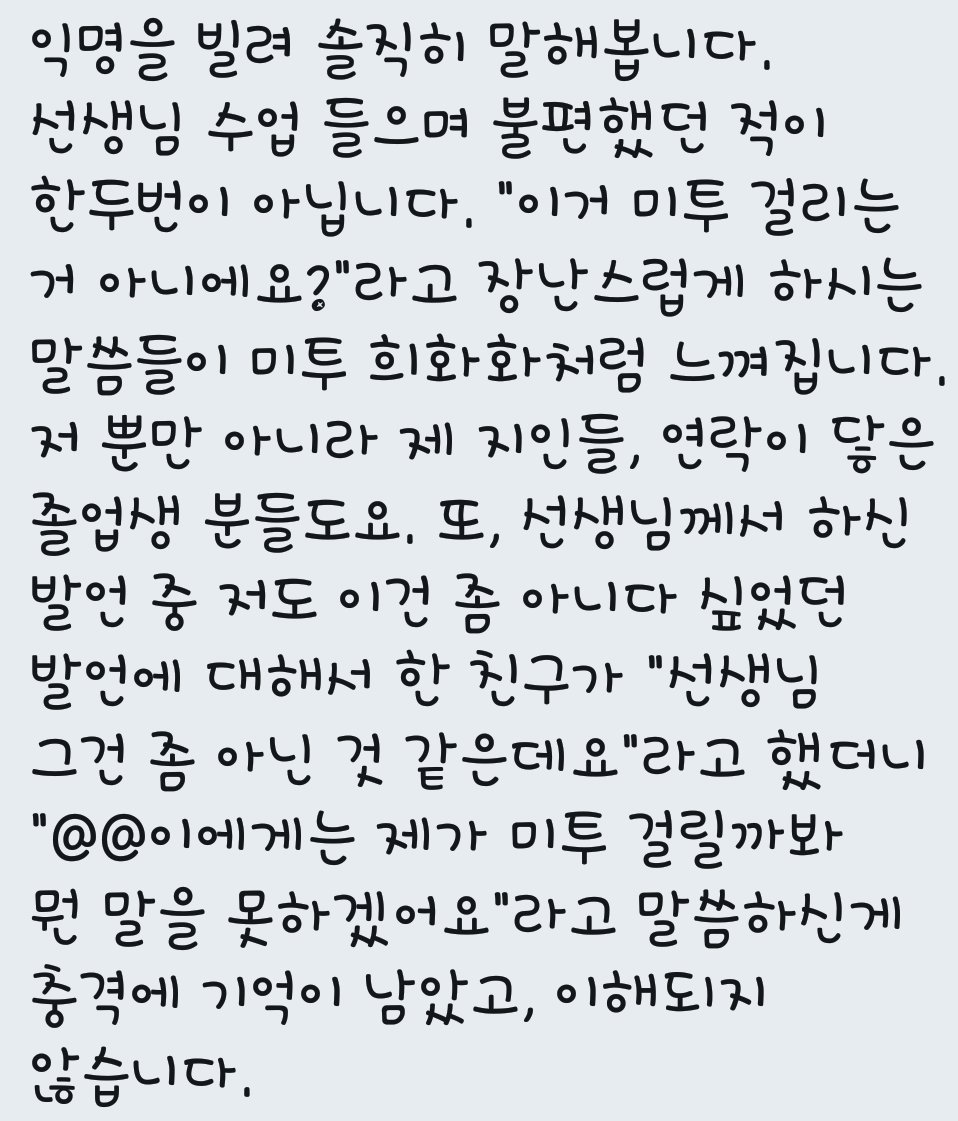 익명을 빌려 솔직히 말해봅니다.
선생님 수업 들으며 불편했던 적이
한두번이 아닙니다. "이거 미투 걸리는
거 아니에요?"라고 장난스럽게 하시는
말씀들이 미투 희화화처럼 느껴집니다.
저 뿐만 아니라 제 지인들, 연락이 닿은
졸업생 분들도요. 또, 선생님께서 하신
발언 중 저도 이건 좀 아니다 싶었던
발언에 대해서 한 친구가 "선생님
그건 좀 아닌 것 같은데요"라고 했더니
"@@이에게는 제가 미투 걸릴까봐
뭔 말을 못하겠어요"라고 말씀하신게
충격에 기억이 남았고, 이해되지
않습니다.